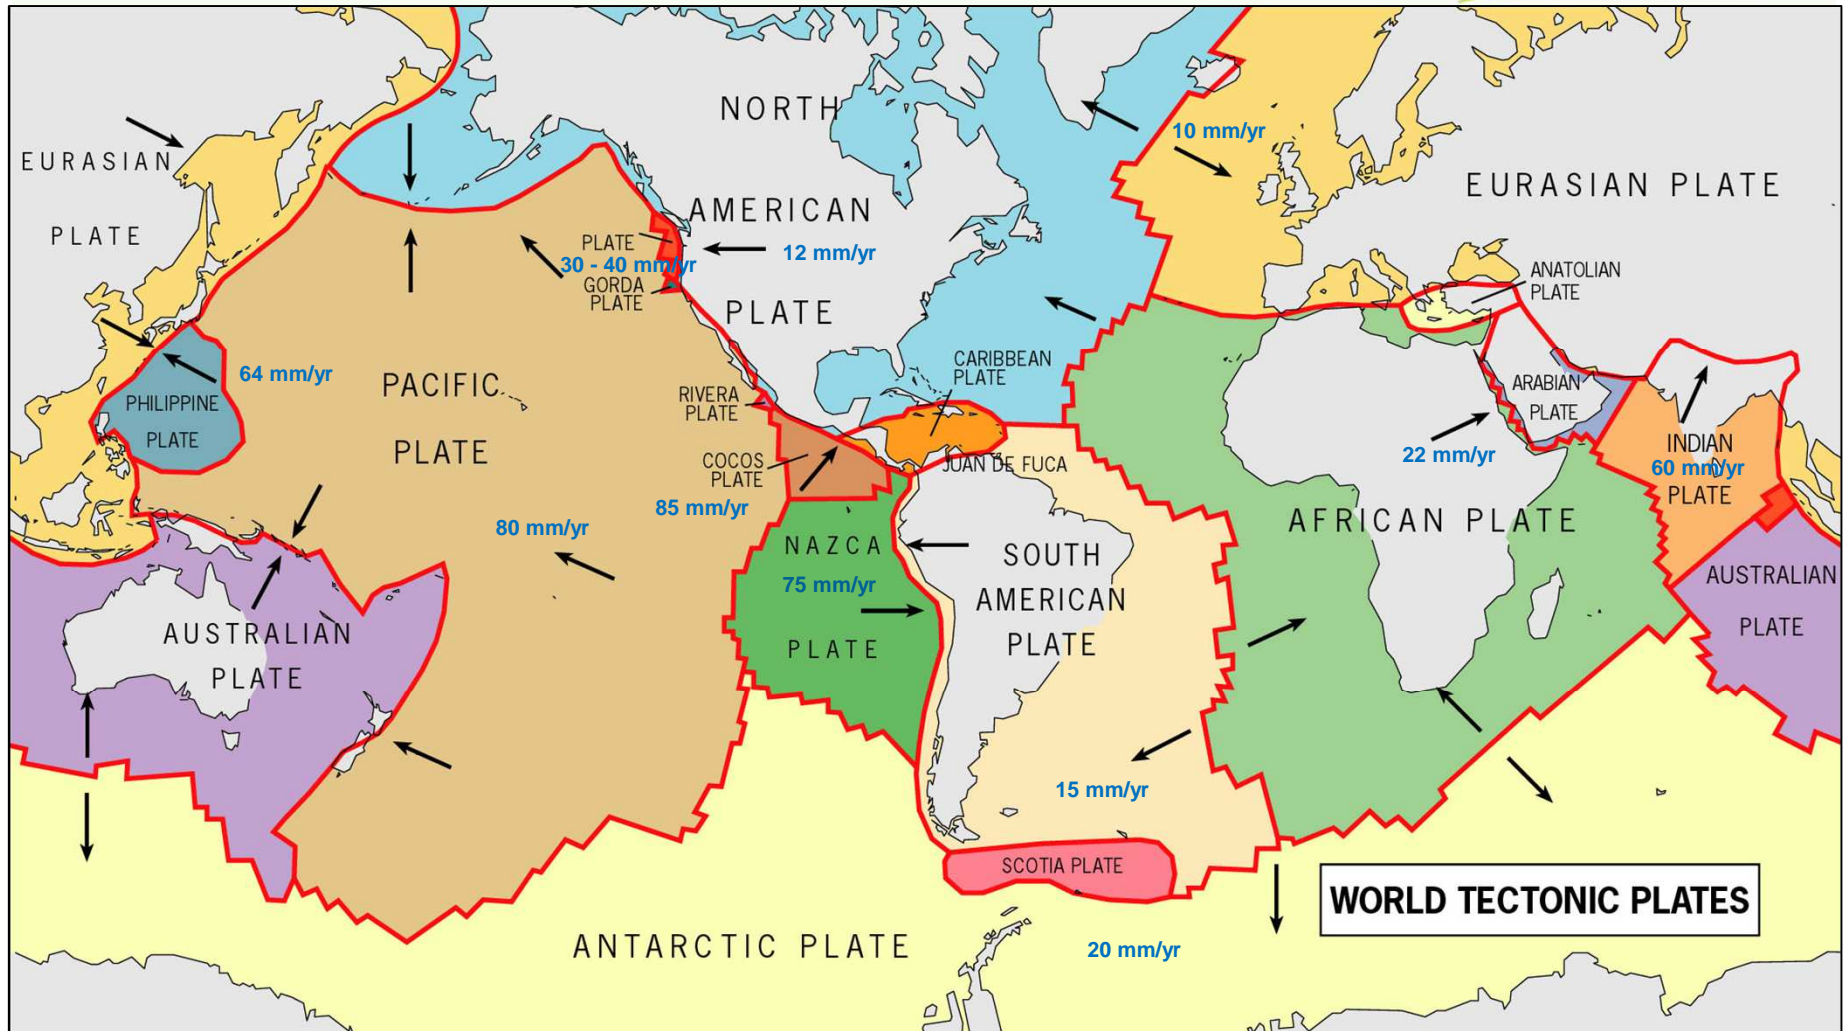 NORTH
AMERICAN
PLATE
12 mm/yr
EURASIAN
PLATE
10 mm/yr
EURASIAN PLATE
PLATE
30 - 40 mm/yr
GORDA
PLATE
ANATOLIAN
PLATE
64 mm/yr
PHILIPPINE
PLATE
PACIFIC
PLATE
80 mm/yr
RIVERA
PLATE
CARIBBEAN
PLATE
COCOS
PLATE
85 mm/yr
JUAN DE FUCA
ARABIAN
PLATE
22 mm/yr
INDIAN
60 mm/yr
PLATE
AFRICAN PLATE
NAZCA
75 mm/yr
PLATE
SOUTH
AMERICAN
PLATE
15 mm/yr
AUSTRALIAN
PLATE
AUSTRALIAN
PLATE
SCOTIA PLATE
WORLD TECTONIC PLATES
ANTARCTIC PLATE
20 mm/yr